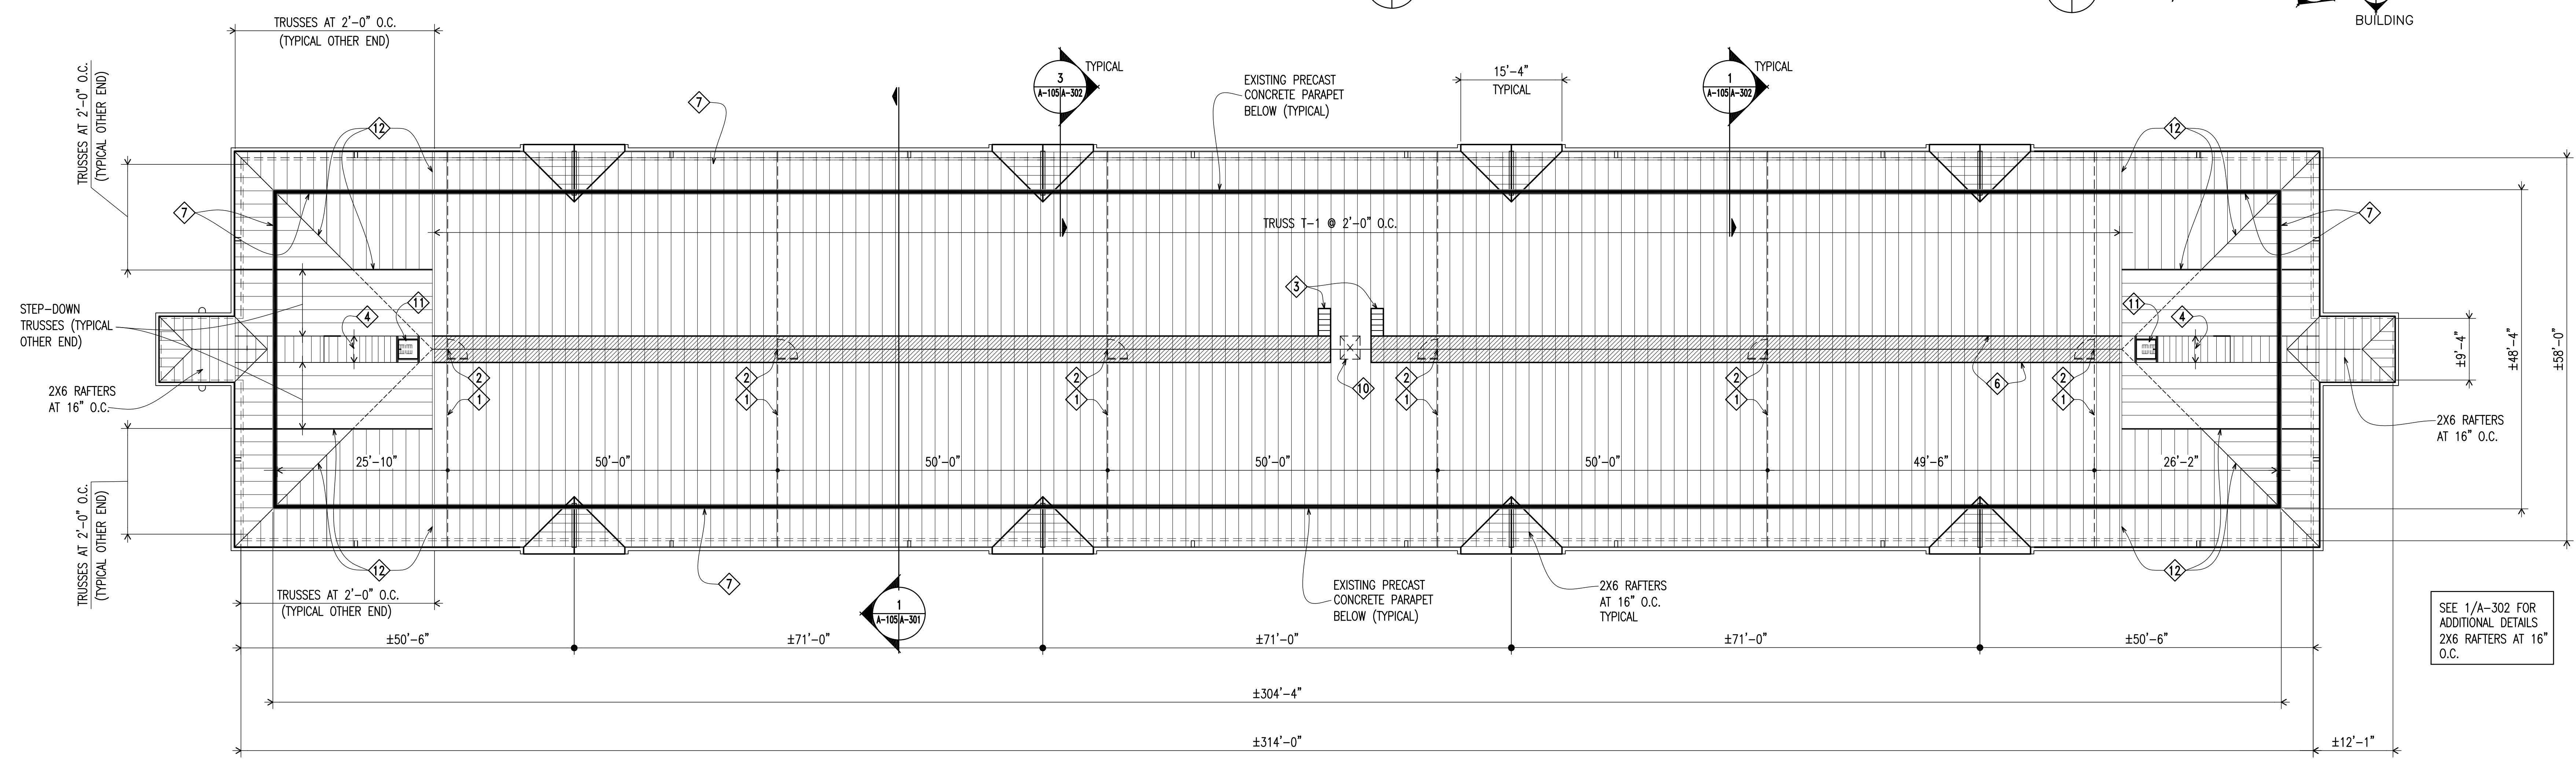 BUILDING
TRUSSES AT 2'-0" O.C.
(TYPICAL OTHER END)
3
A-105 A-302
TYPICAL
1
A-105 A-302
TYPICAL
15'-4"
TYPICAL
EXISTING PRECAST
CONCRETE PARAPET
BELOW (TYPICAL)
TRUSSES AT 2'-0" O.C.
(TYPICAL OTHER END)
7
12
12
7
7
TRUSS T-1 @ 2'-0" O.C.
STEP-DOWN
TRUSSES (TYPICAL
OTHER END)
4
11
3
11
4
2X6 RAFTERS
AT 16" O.C.
2
1
2
1
2
1
10
2
1
2
1
6
2
1
±9'-4"
±48'-4"
±58'-0"
2X6 RAFTERS
AT 16" O.C.
25'-10"
50'-0"
50'-0"
50'-0"
50'-0"
49'-6"
26'-2"
TRUSSES AT 2'-0" O.C.
(TYPICAL OTHER END)
12
7
12
TRUSSES AT 2'-0" O.C.
(TYPICAL OTHER END)
1
A-105 A-301
EXISTING PRECAST
CONCRETE PARAPET
BELOW (TYPICAL)
2X6 RAFTERS
AT 16" O.C.
TYPICAL
SEE 1/A-302 FOR
ADDITIONAL DETAILS
2X6 RAFTERS AT 16"
O.C.
±50'-6"
±71'-0"
±71'-0"
±71'-0"
±50'-6"
±304'-4"
±314'-0"
±12'-1"